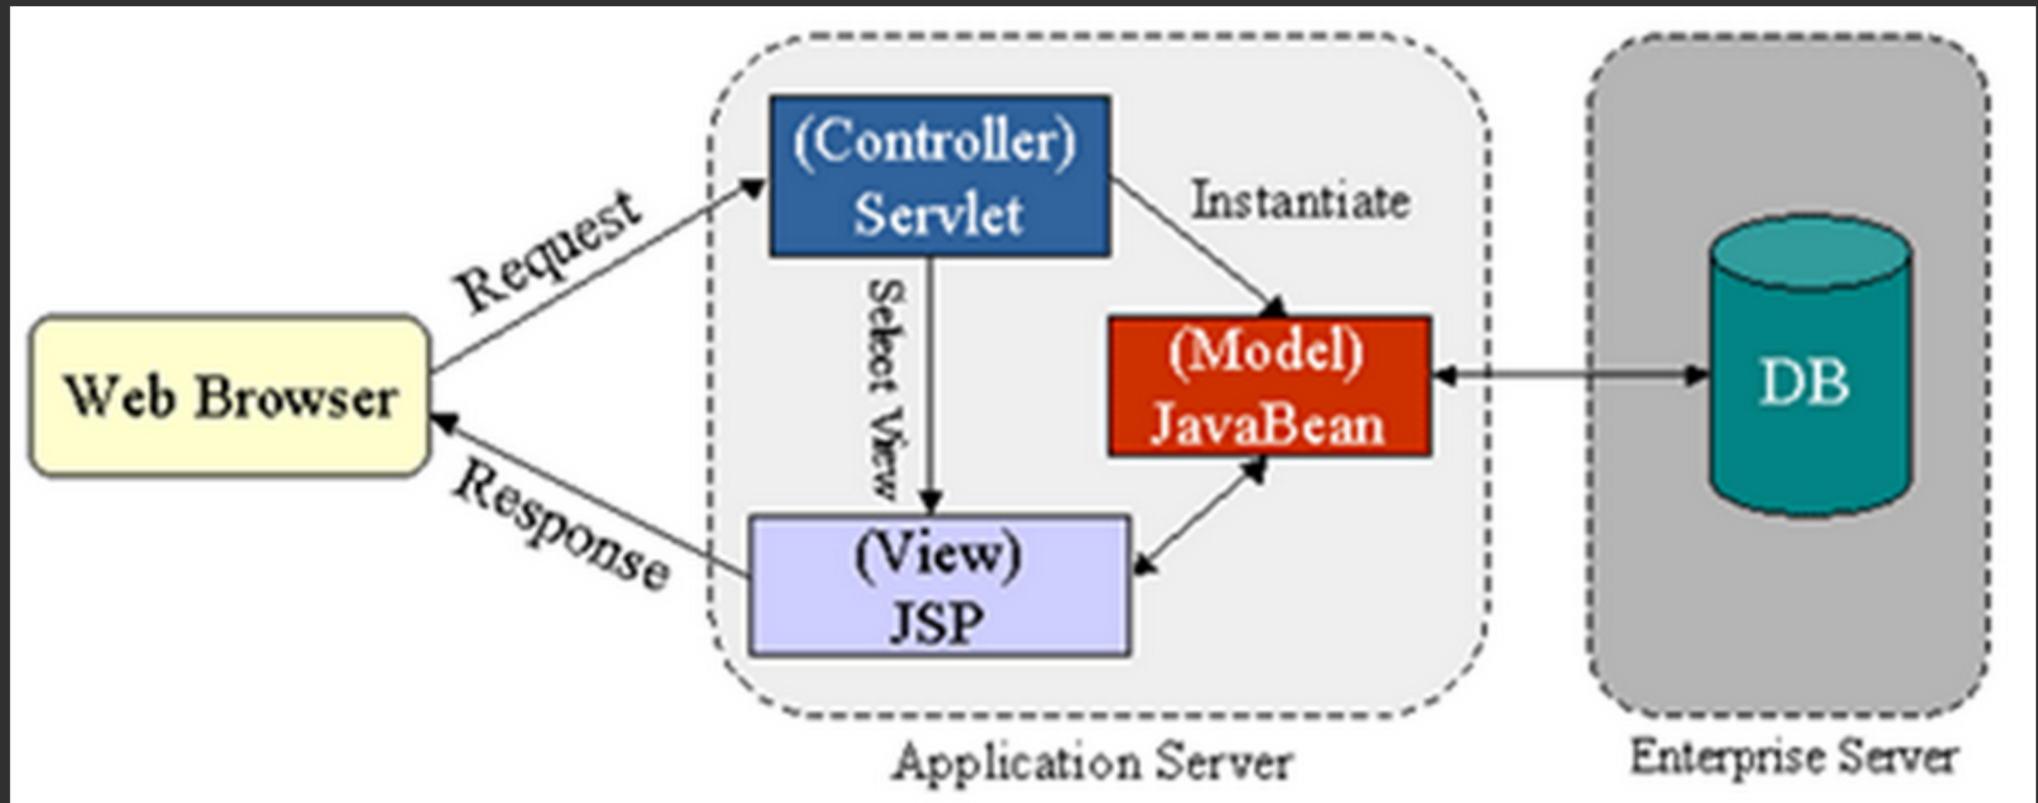 (Controller)
Servlet
Request
Instantiate
Select View
Web Browser
(Model)
JavaBean
DB
Response
(View)
JSP
Application Server
Enterprise Server